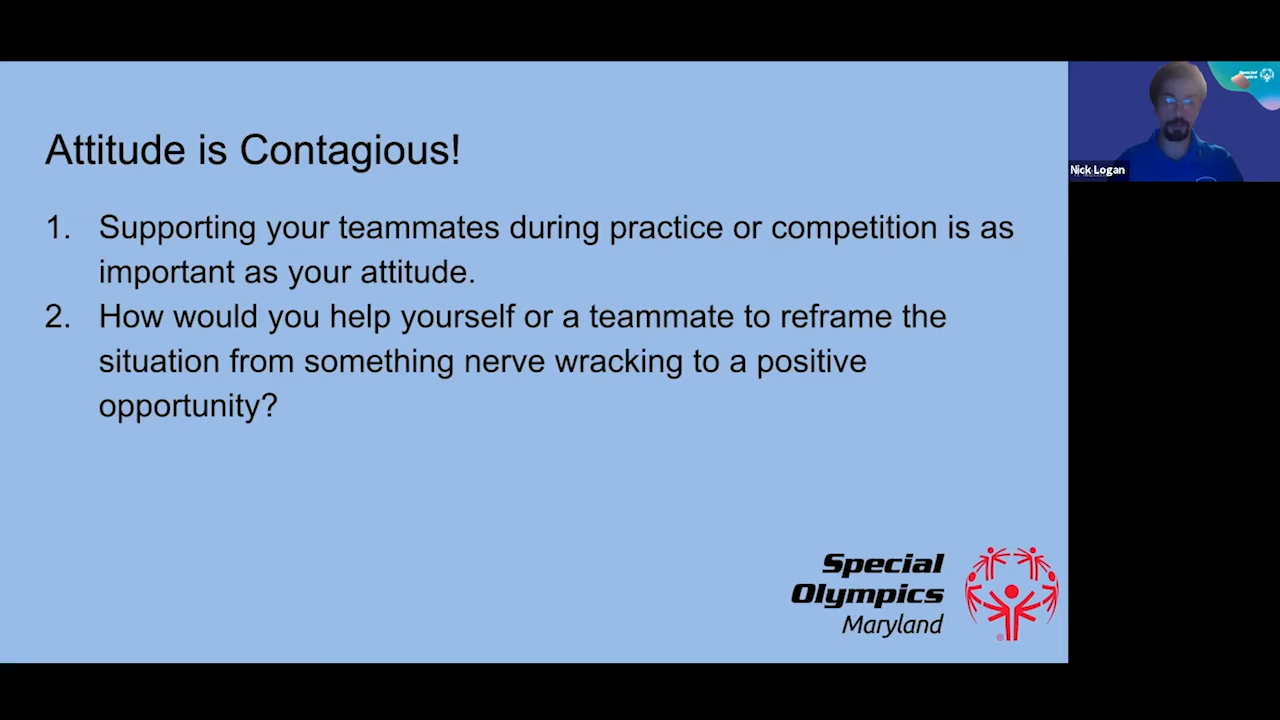 Attitude is Contagious!
1. Supporting your teammates during practice or competition is as
important as your attitude.
2. How would you help yourself or a teammate to reframe the
situation from something nerve wracking to a positive
opportunity?
Special
Olympics
Maryland
Nick Logan